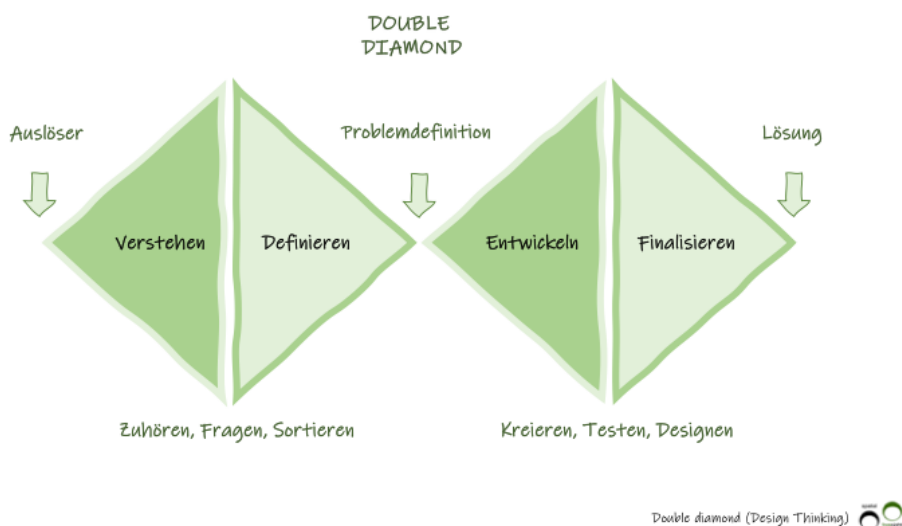 DOUBLE
DIAMOND
Auslöser
Problemdefinition
Lösung
Verstehen
Definieren
Entwickeln
Finalisieren
Zuhören, Fragen, Sortieren
Kreieren, Testen, Designen
Double diamond (Design Thinking)